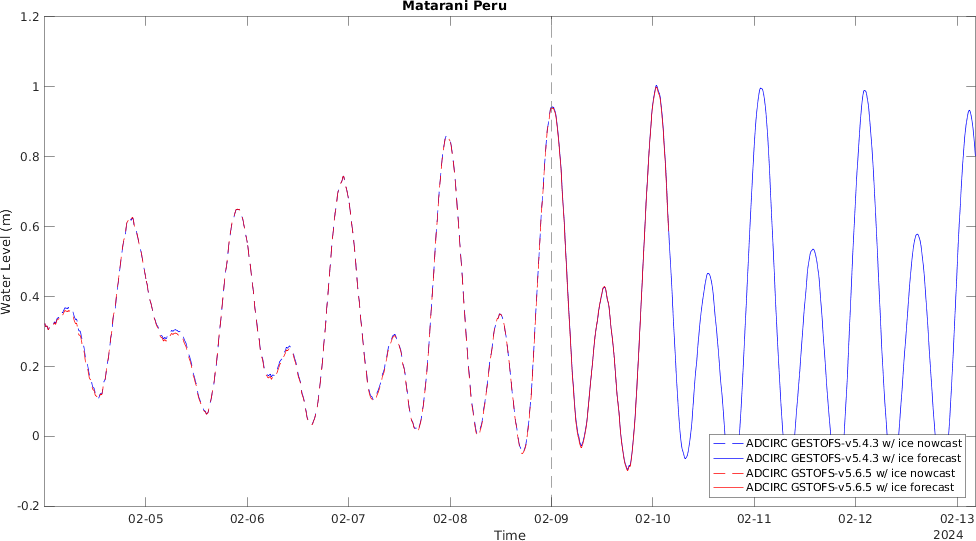 Matarani Peru
1.2
1
0.8
0.6
0.4
0.2
0
-0.2
Water Level (m)
02-05 02-06 02-07 02-08 02-09 02-10 02-11 02-12 02-13
Time
2024
ADCIRC GESTOFS-v5.4.3 w/ ice nowcast
ADCIRC GESTOFS-v5.4.3 w/ ice forecast
ADCIRC GSTOFS-v5.6.5 w/ ice nowcast
ADCIRC GSTOFS-v5.6.5 w/ ice forecast